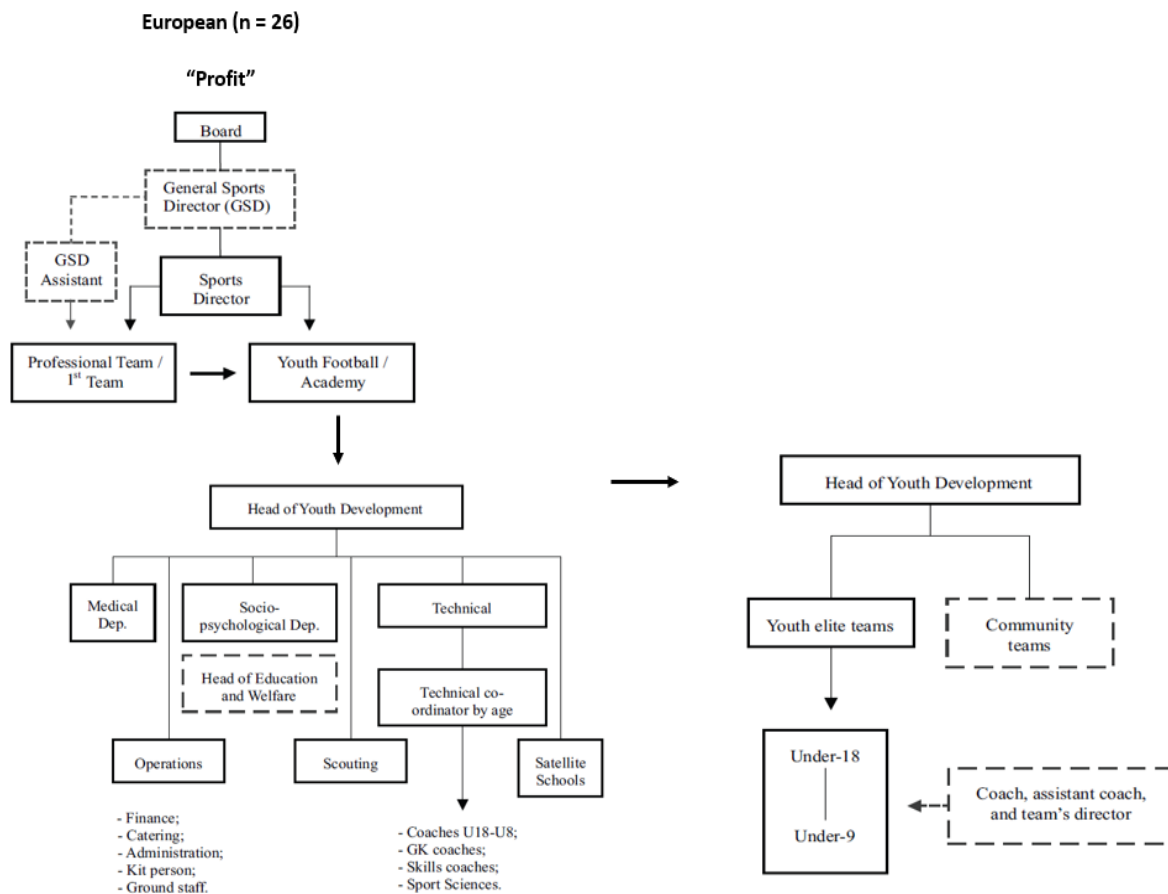 European (n = 26)
“Profit”
Board
General Sports
Director (GSD)
GSD
Assistant
Sports
Director
Professional Team /
1st Team
Youth Football /
Academy
Head of Youth Development
Medical
Dep.
Socio-
psychological Dep.
Technical
Head of Education
and Welfare
Technical co-
ordinator by age
Operations
Scouting
Satellite
Schools
- Finance;
- Catering;
- Administration;
- Kit person;
- Ground staff.
- Coaches U18-U8;
- GK coaches;
- Skills coaches;
- Sport Sciences.
Head of Youth Development
Youth elite teams
Community
teams
Under-18
Under-9
Coach, assistant coach,
and team’s director